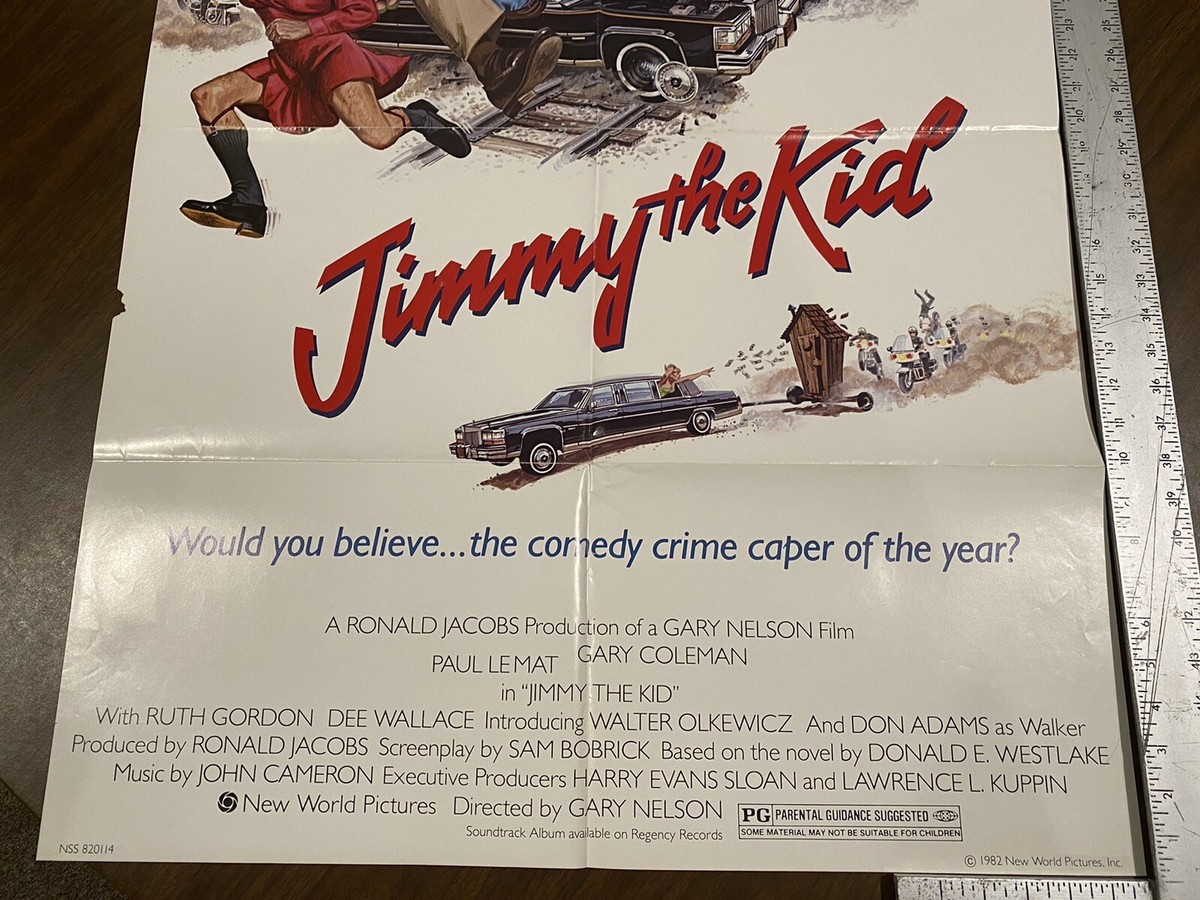 Jimmy the Kid
Would you believe...the comedy crime caper of the year?
A RONALD JACOBS Production of a GARY NELSON Film
PAUL LE MAT GARY COLEMAN
in "JIMMY THE KID"
With RUTH GORDON DEE WALLACE Introducing WALTER OLKEWICZ And DON ADAMS as Walker
Produced by RONALD JACOBS Screenplay by SAM BOBRICK Based on the novel by DONALD E. WESTLAKE
Music by JOHN CAMERON Executive Producers HARRY EVANS SLOAN and LAWRENCE L. KUPPIN
New World Pictures Directed by GARY NELSON
PG PARENTAL GUIDANCE SUGGESTED
SOME MATERIAL MAY NOT BE SUITABLE FOR CHILDREN
Soundtrack Album available on Regency Records
NSS 820114
© 1982 New World Pictures, Inc.